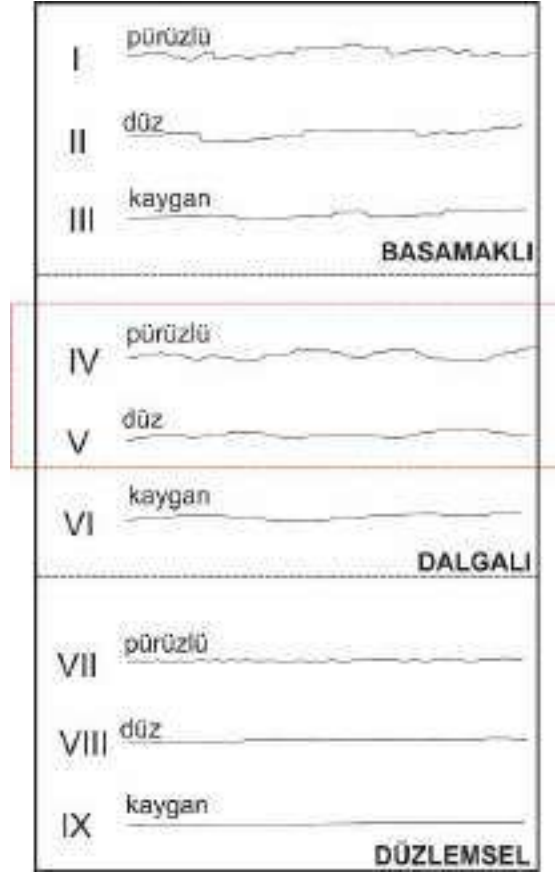 I pürüzlü
II düz
III kaygan
BASAMAKLI
IV pürüzlü
V düz
VI kaygan
DALGALI
VII pürüzlü
VIII düz
IX kaygan
DÜZLEMSEL